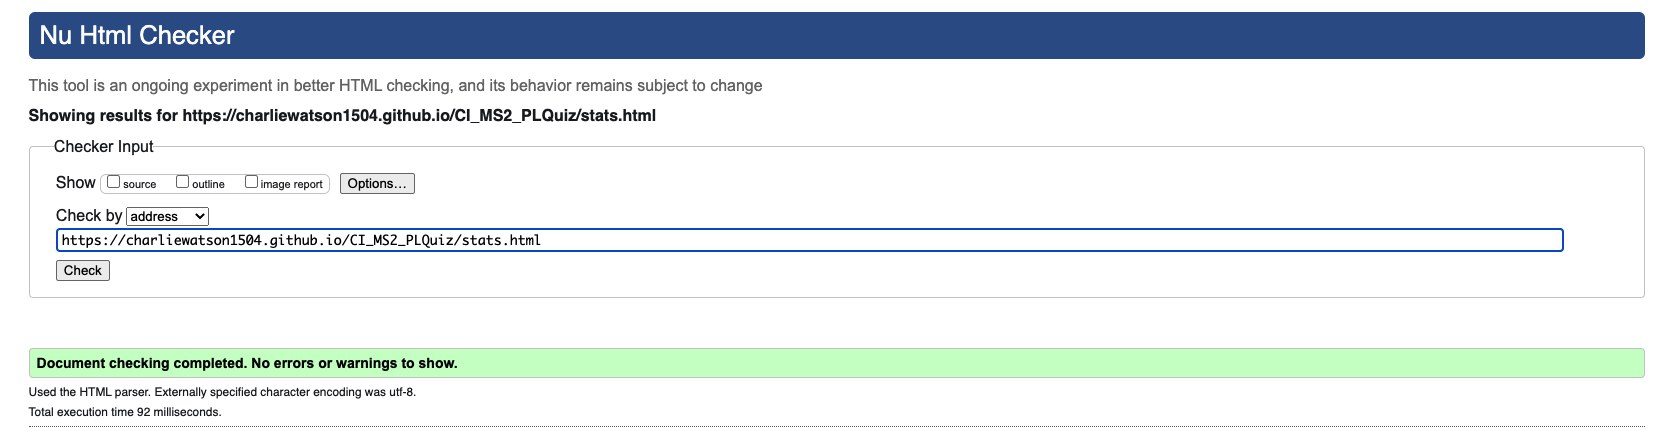 Nu Html Checker
This tool is an ongoing experiment in better HTML checking, and its behavior remains subject to change
Showing results for https://charliewatson1504.github.io/CI_MS2_PLQuiz/stats.html
Checker Input
Show source outline image report Options...
Check by address
https://charliewatson1504.github.io/CI_MS2_PLQuiz/stats.html
Check
Document checking completed. No errors or warnings to show.
Used the HTML parser. Externally specified character encoding was utf-8.
Total execution time 92 milliseconds.